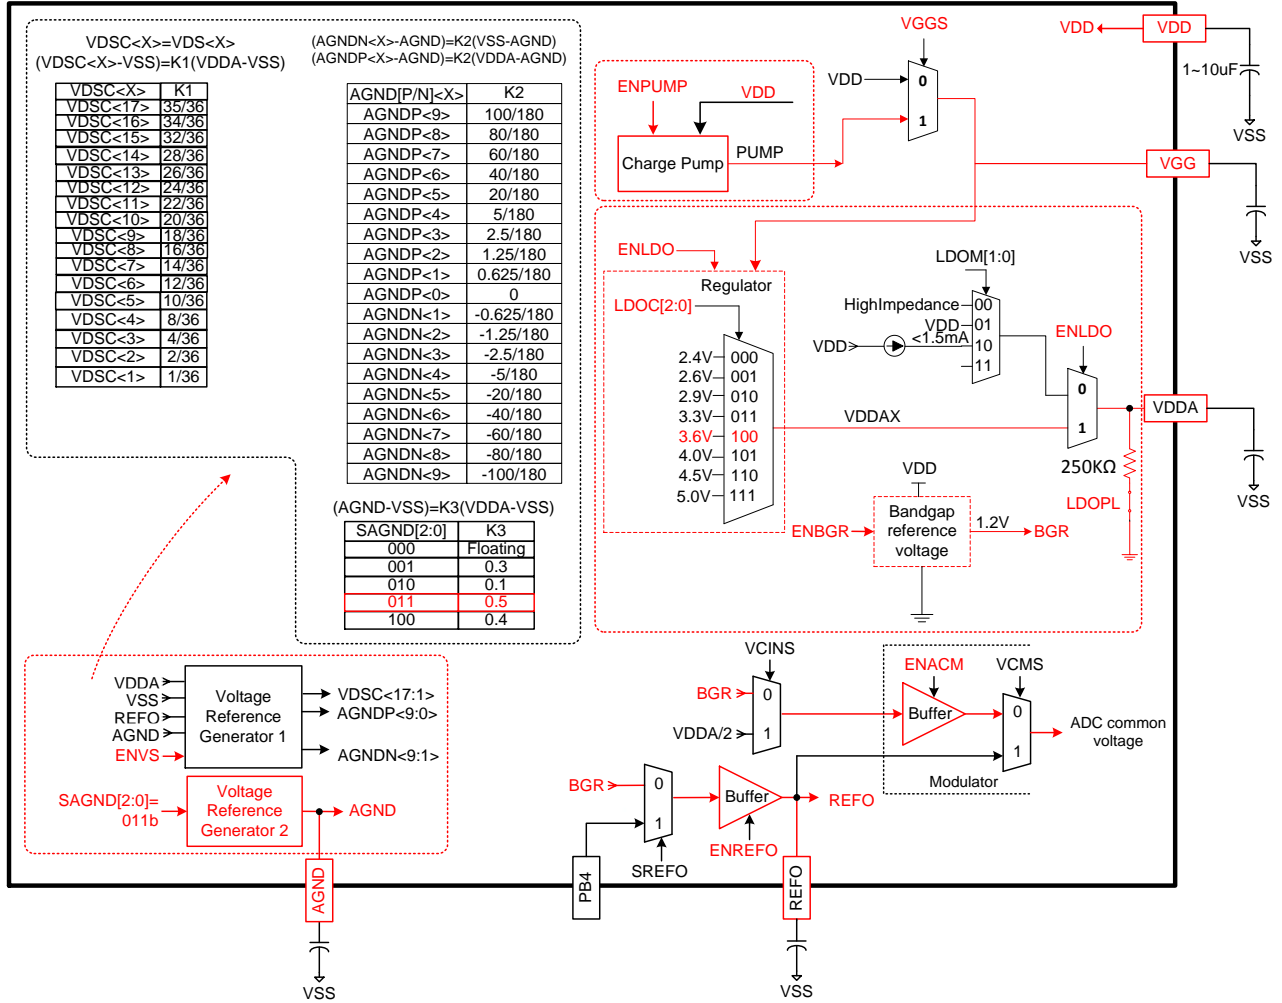 VDSC<X>=VDS<X>
(VDSC<X>-VSS)=K1(VDDA-VSS)
VDSC<X> K1
VDSC<17> 35/36
VDSC<16> 34/36
VDSC<15> 32/36
VDSC<14> 28/36
VDSC<13> 26/36
VDSC<12> 24/36
VDSC<11> 22/36
VDSC<10> 20/36
VDSC<9> 18/36
VDSC<8> 16/36
VDSC<7> 14/36
VDSC<6> 12/36
VDSC<5> 10/36
VDSC<4> 8/36
VDSC<3> 4/36
VDSC<2> 2/36
VDSC<1> 1/36
(AGNDN<X>-AGND)=K2(VSS-AGND)
(AGNDP<X>-AGND)=K2(VDDA-AGND)
AGND[P/N]<X> K2
AGNDP<9> 100/180
AGNDP<8> 80/180
AGNDP<7> 60/180
AGNDP<6> 40/180
AGNDP<5> 20/180
AGNDP<4> 5/180
AGNDP<3> 2.5/180
AGNDP<2> 1.25/180
AGNDP<1> 0.625/180
AGNDP<0> 0
AGNDN<1> -0.625/180
AGNDN<2> -1.25/180
AGNDN<3> -2.5/180
AGNDN<4> -5/180
AGNDN<5> -20/180
AGNDN<6> -40/180
AGNDN<7> -60/180
AGNDN<8> -80/180
AGNDN<9> -100/180
(AGND-VSS)=K3(VDDA-VSS)
SAGND[2:0] K3
000 Floating
001 0.3
010 0.1
011 0.5
100 0.4
VGGS
VDD
0
1
ENPUMP
VDD
Charge Pump
PUMP
VDD
VDD
1~10uF
VSS
VGG
VSS
ENLDO
Regulator
LDOC[2:0]
2.4V 000
2.6V 001
2.9V 010
3.3V 011
3.6V 100
4.0V 101
4.5V 110
5.0V 111
LDOM[1:0]
HighImpedance 00
VDD 01
VDD <1.5mA 10
11
ENLDO
0
1
VDDAX
VDDA
VSS
250KΩ
LDOPL
VDD
ENBGR
Bandgap
reference
voltage
1.2V
BGR
VDDA
VSS
REFO
AGND
ENVS
Voltage
Reference
Generator 1
VDSC<17:1>
AGNDP<9:0>
AGNDN<9:1>
SAGND[2:0]=
011b
Voltage
Reference
Generator 2
AGND
AGND
VSS
VCINS
BGR
0
VDDA/2
1
ENACM
Buffer
VCMS
0
1
Modulator
ADC common
voltage
BGR
0
1
SREFO
PB4
Buffer
ENREFO
REFO
REFO
VSS